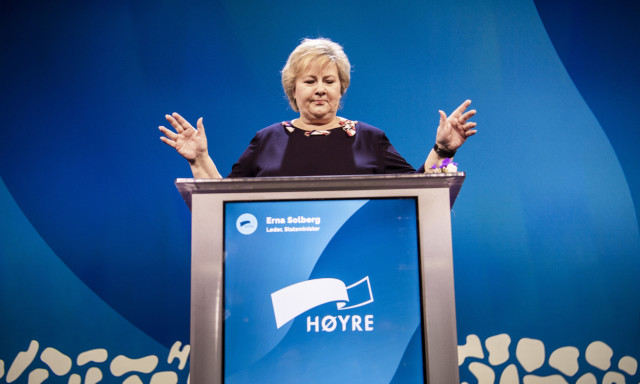 Erna Solberg
Leder, Statsminister
HØYRE